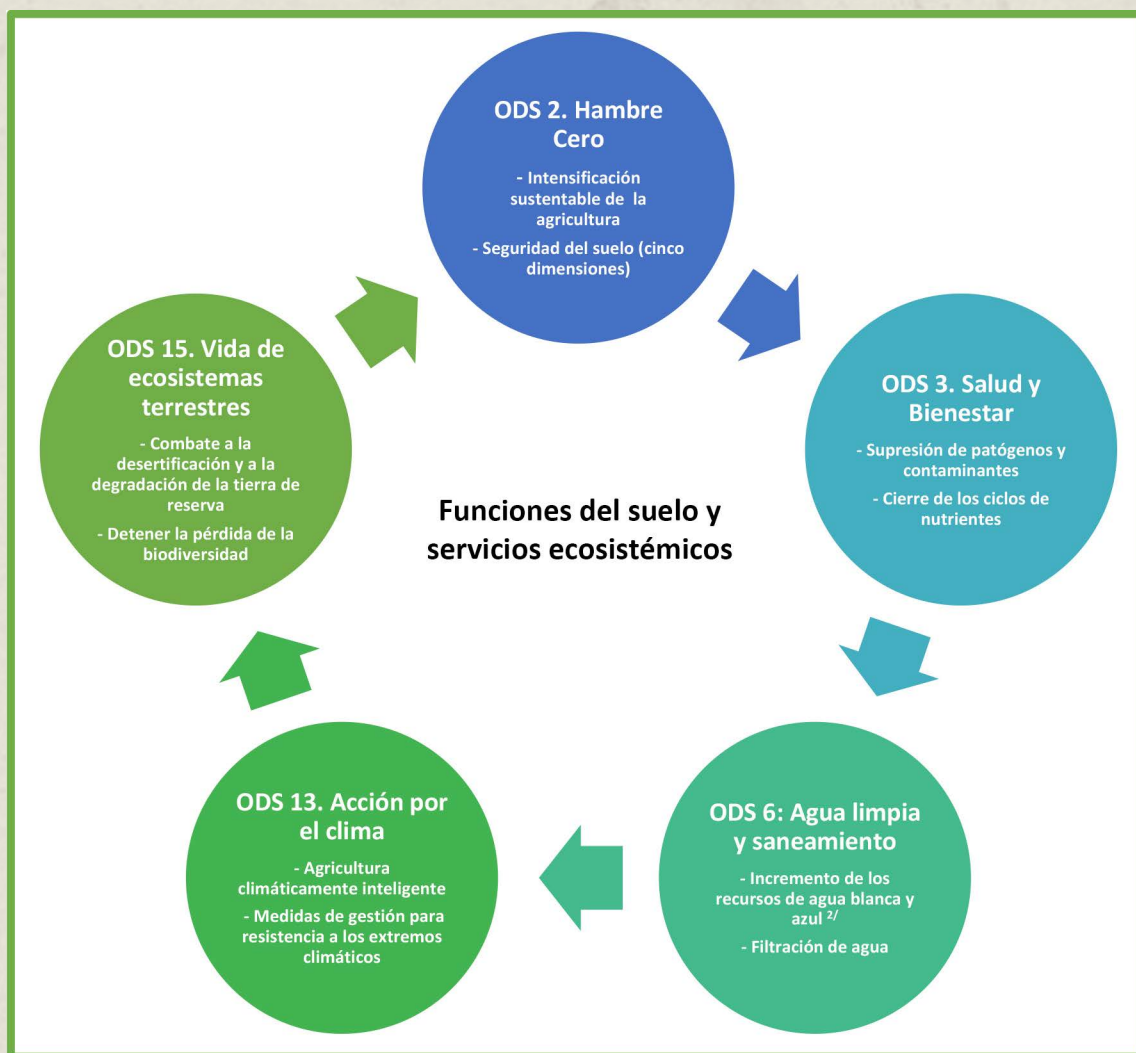 ODS 2. Hambre
Cero
- Intensificación
sustentable de la
agricultura
- Seguridad del suelo (cinco
dimensiones)
ODS 3. Salud y
Bienestar
- Supresión de patógenos y
contaminantes
- Cierre de los ciclos de
nutrientes
ODS 6: Agua limpia
y saneamiento
- Incremento de los
recursos de agua blanca y
azul ²/
- Filtración de agua
ODS 13. Acción por
el clima
- Agricultura
climáticamente inteligente
- Medidas de gestión para
resistencia a los extremos
climáticos
ODS 15. Vida de
ecosistemas
terrestres
- Combate a la
desertificación y a la
degradación de la tierra de
reserva
- Detener la pérdida de la
biodiversidad
Funciones del suelo y
servicios ecosistémicos